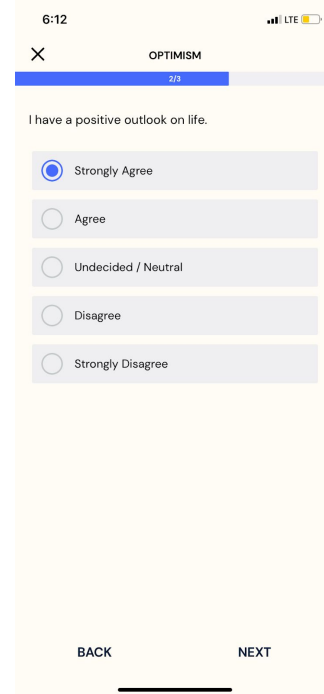 6:12 LTE
OPTIMISM
2/3
I have a positive outlook on life.
Strongly Agree
Agree
Undecided / Neutral
Disagree
Strongly Disagree
BACK NEXT